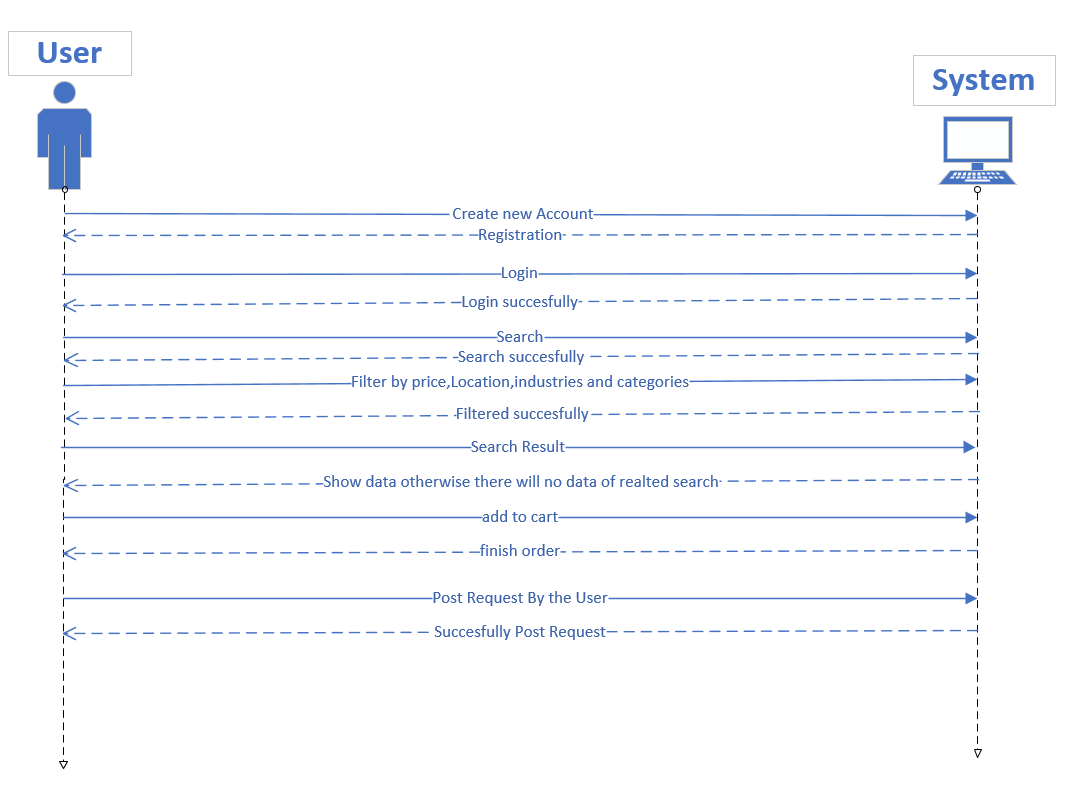 User
System
Create new Account
Registration
Login
Login succesfully
Search
Search succesfully
Filter by price,Location,industries and categories
Filtered succesfully
Search Result
Show data otherwise there will no data of realted search
add to cart
finish order
Post Request By the User
Succesfully Post Request